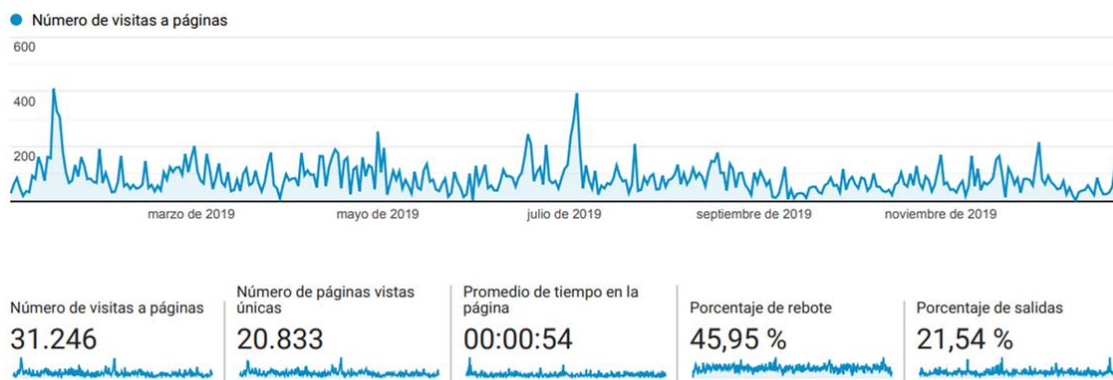 Número de visitas a páginas
600
400
200
marzo de 2019
mayo de 2019
julio de 2019
septiembre de 2019
noviembre de 2019
Número de visitas a páginas
31.246
Número de páginas vistas
únicas
20.833
Promedio de tiempo en la
página
00:00:54
Porcentaje de rebote
45,95 %
Porcentaje de salidas
21,54 %